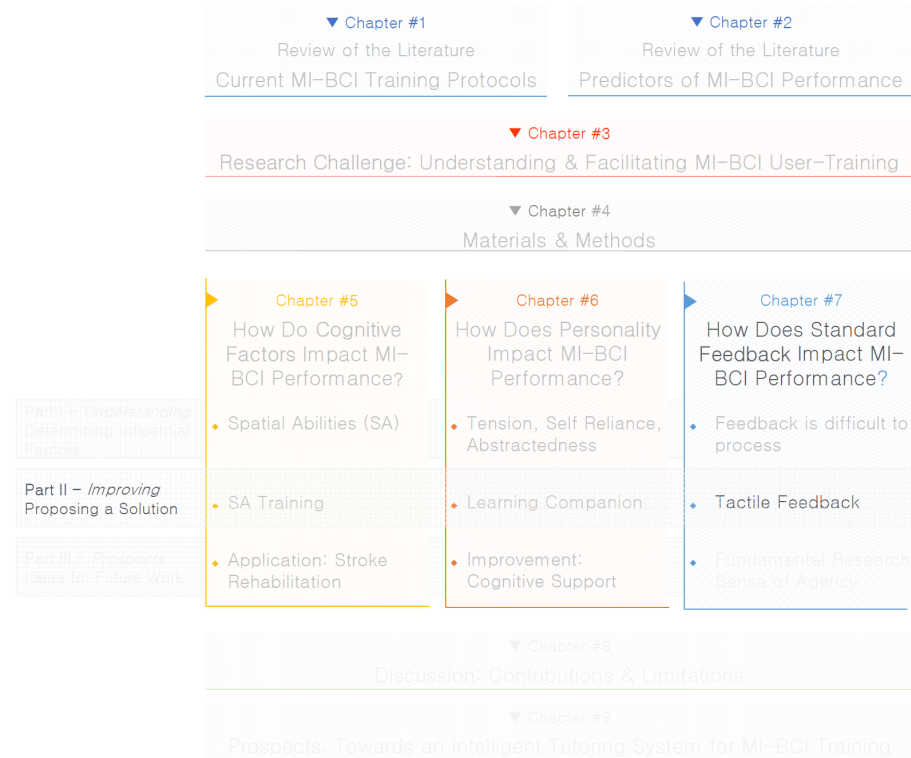 ▼ Chapter #1
Review of the Literature
Current MI-BCI Training Protocols
▼ Chapter #2
Review of the Literature
Predictors of MI-BCI Performance
▼ Chapter #3
Research Challenge: Understanding & Facilitating MI-BCI User-Training
▼ Chapter #4
Materials & Methods
Chapter #5
How Do Cognitive
Factors Impact MI-
BCI Performance?
Chapter #6
How Does Personality
Impact MI-BCI
Performance?
Chapter #7
How Does Standard
Feedback Impact MI-
BCI Performance?
Part I - Understanding
Determining Influential
Factors
Spatial Abilities (SA)
Tension, Self Reliance,
Abstractedness
Feedback is difficult to
process
Part II - Improving
Proposing a Solution
SA Training
Learning Companion
Tactile Feedback
Part III - Prospects
Ideas for Future Work
Application: Stroke
Rehabilitation
Improvement:
Cognitive Support
Fundamental Research
Sense of Agency
▼ Chapter #8
Discussion: Contributions & Limitations
▼ Chapter #9
Prospects: Towards an Intelligent Tutoring System for MI-BCI Training